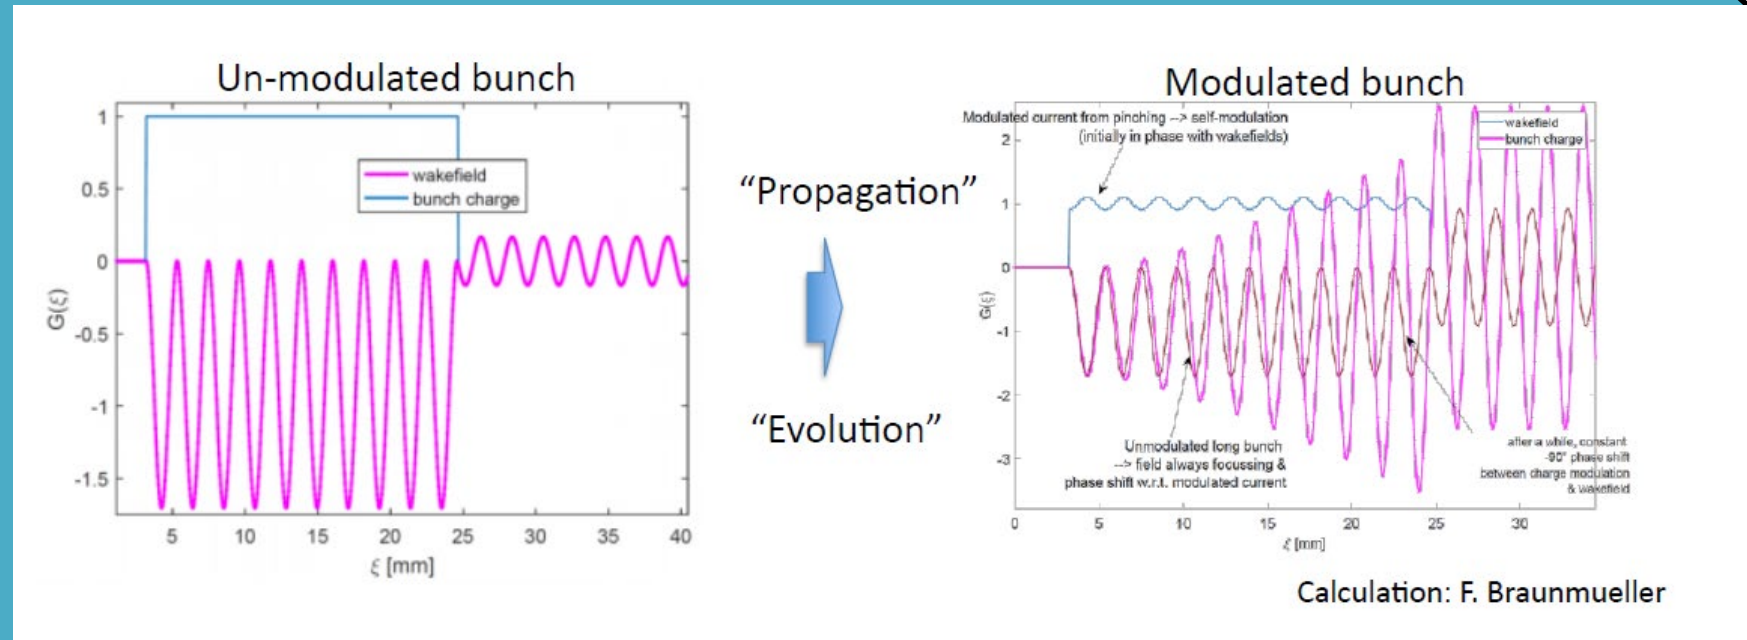 Un-modulated bunch
1
0.5
0
-0.5
-1
-1.5
G(ξ)
wakefield
bunch charge
5
10
15
20
25
30
35
40
ξ [mm]
“Propagation”
“Evolution”
Modulated bunch
Modulated current from pinching --> self-modulation
(initially in phase with wakefields)
wakefield
bunch charge
2
1
0
-1
-2
-3
G(ξ)
Unmodulated long bunch
--> field always focussing &
phase shift w.r.t. modulated current
after a while, constant
-90° phase shift
between charge modulation
& wakefield
0
5
10
15
20
25
30
ξ [mm]
Calculation: F. Braunmueller